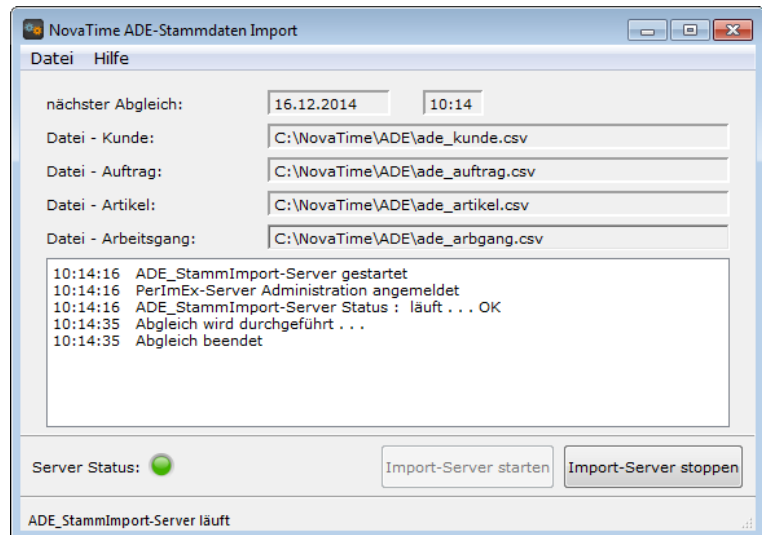 NovaTime ADE-Stammdaten Import
Datei Hilfe
nächster Abgleich: 16.12.2014 10:14
Datei - Kunde: C:\NovaTime\ADE\ade_kunde.csv
Datei - Auftrag: C:\NovaTime\ADE\ade_auftrag.csv
Datei - Artikel: C:\NovaTime\ADE\ade_artikel.csv
Datei - Arbeitsgang: C:\NovaTime\ADE\ade_arbgang.csv
10:14:16 ADE_StammImport-Server gestartet
10:14:16 PerImEx-Server Administration angemeldet
10:14:16 ADE_StammImport-Server Status : läuft . . . OK
10:14:35 Abgleich wird durchgeführt . . .
10:14:35 Abgleich beendet
Server Status: Import-Server starten Import-Server stoppen
ADE_StammImport-Server läuft